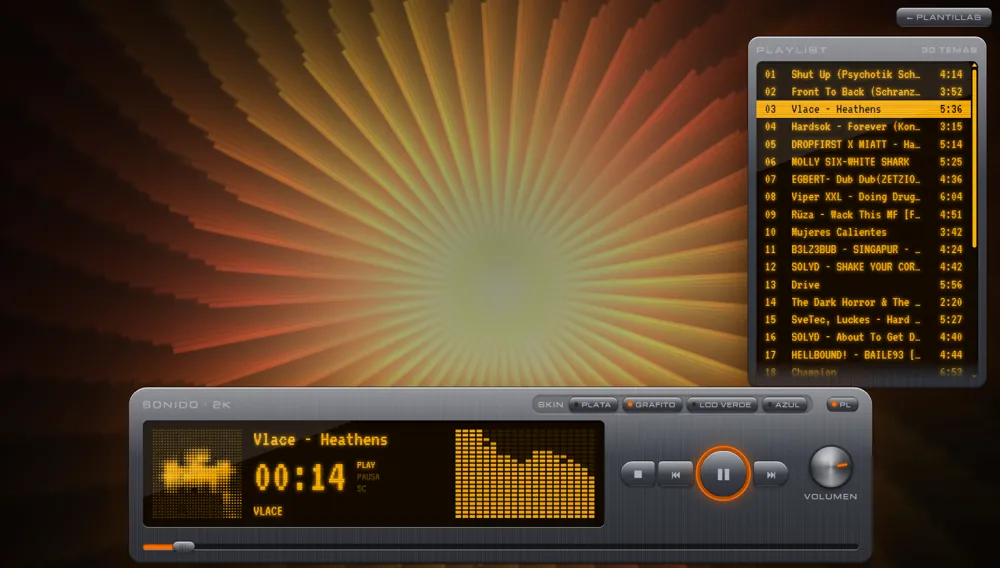 ← PLANTILLAS
PLAYLIST 30 TEMAS
01 Shut Up (Psychotik Sch… 4:14
02 Front To Back (Schranz… 3:52
03 Vlace - Heathens 5:36
04 Hardsok - Forever (Kon… 3:15
05 DROPFIRST X MIATT - Ha… 5:14
06 MOLLY SIX-WHITE SHARK 5:25
07 EGBERT- Dub Dub(ZETZIO… 4:36
08 Viper XXL - Doing Drug… 6:04
09 Rüza - Wack This MF [F… 4:51
10 Mujeres Calientes 3:42
11 B3LZ3BUB - SINGAPUR - … 4:24
12 SOLYD - SHAKE YOUR COR… 4:42
13 Drive 5:56
14 The Dark Horror & The … 2:20
15 SveTec, Luckes - Hard … 5:27
16 SOLYD - About To Get D… 4:40
17 HELLBOUND! - BAILE93 [… 4:44
18 Champion 6:52
SONIDO · 2K
SKIN PLATA GRAFITO LCD VERDE AZUL PL
Vlace - Heathens
00:14
PLAY
PAUSA
SC
VLACE
VOLUMEN